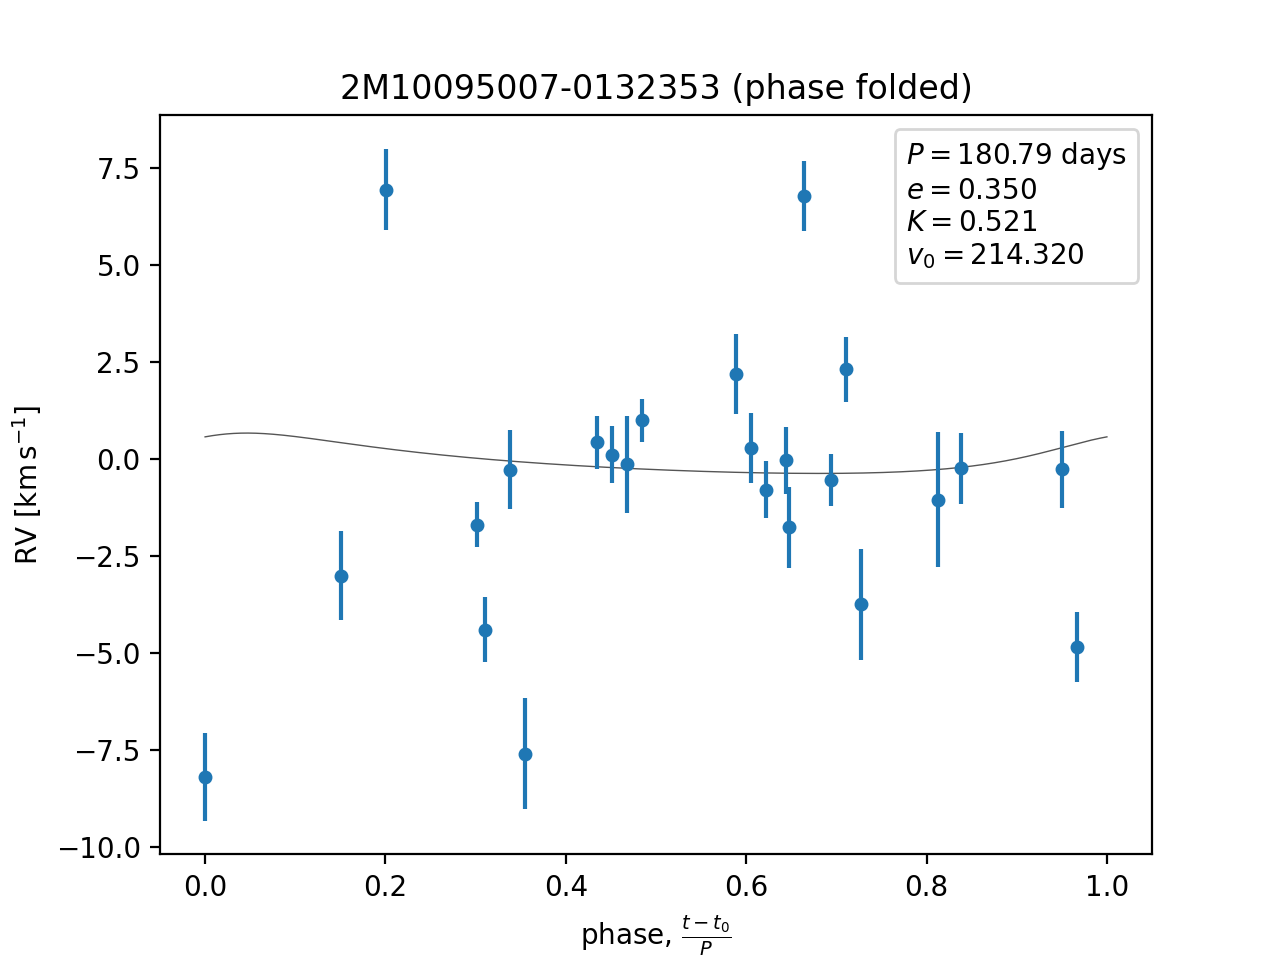 2M10095007-0132353 (phase folded)
P = 180.79 days
e = 0.350
K = 0.521
v₀ = 214.320
7.5
5.0
2.5
0.0
−2.5
−5.0
−7.5
−10.0
RV [km s⁻¹]
0.0 0.2 0.4 0.6 0.8 1.0
phase, (t − t₀)/P